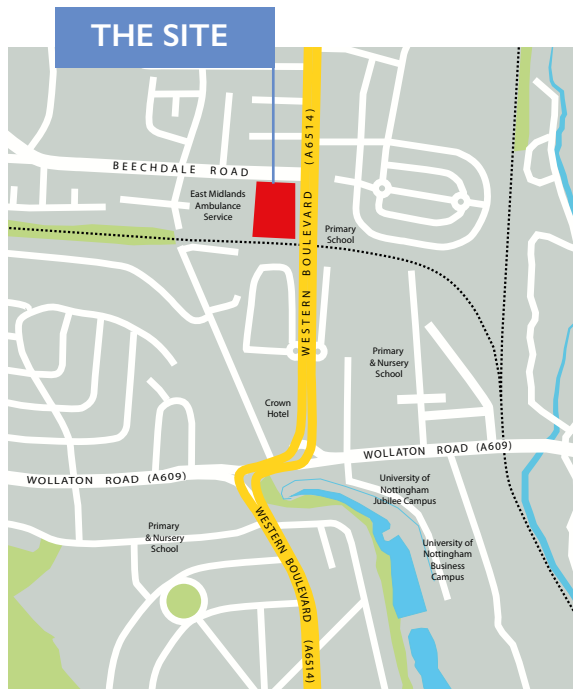 THE SITE
WESTERN BOULEVARD (A6514)
BEECHDALE ROAD
East Midlands
Ambulance
Service
Primary
School
Primary
& Nursery
School
Crown
Hotel
WOLLATON ROAD (A609)
WOLLATON ROAD (A609)
University of
Nottingham
Jubilee Campus
WESTERN BOULEVARD (A6514)
Primary
& Nursery
School
University of
Nottingham
Business
Campus